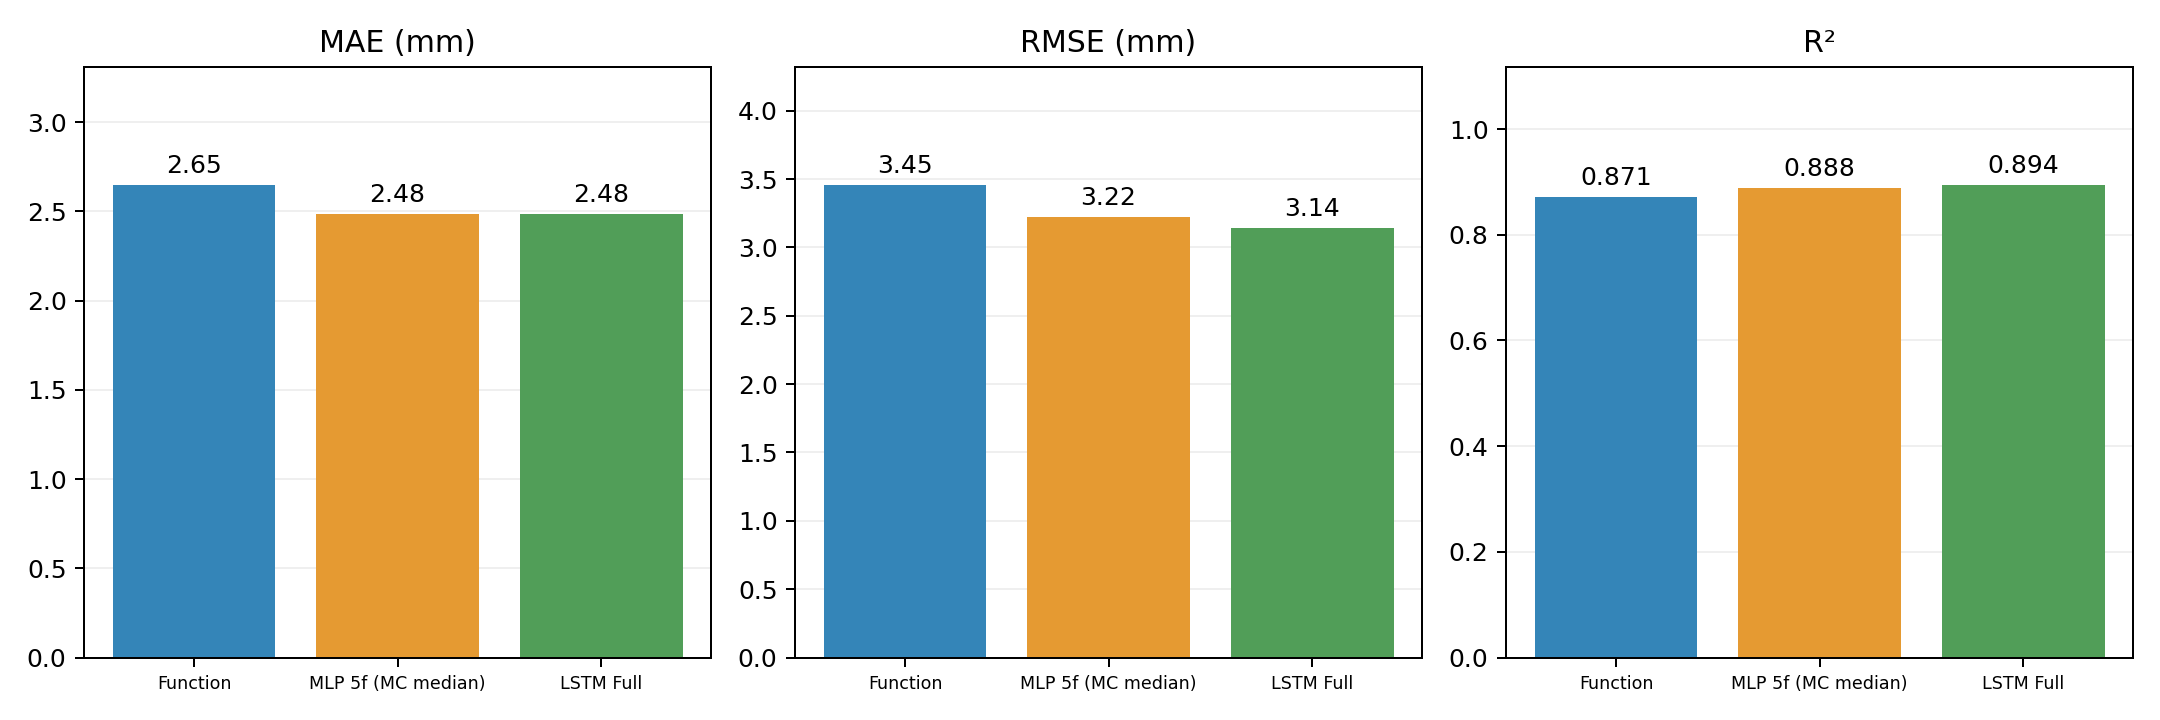 MAE (mm)
3.0
2.5
2.0
1.5
1.0
0.5
0.0
2.65
2.48
2.48
Function
MLP 5f (MC median)
LSTM Full
RMSE (mm)
4.0
3.5
3.0
2.5
2.0
1.5
1.0
0.5
0.0
3.45
3.22
3.14
Function
MLP 5f (MC median)
LSTM Full
R²
1.0
0.8
0.6
0.4
0.2
0.0
0.871
0.888
0.894
Function
MLP 5f (MC median)
LSTM Full